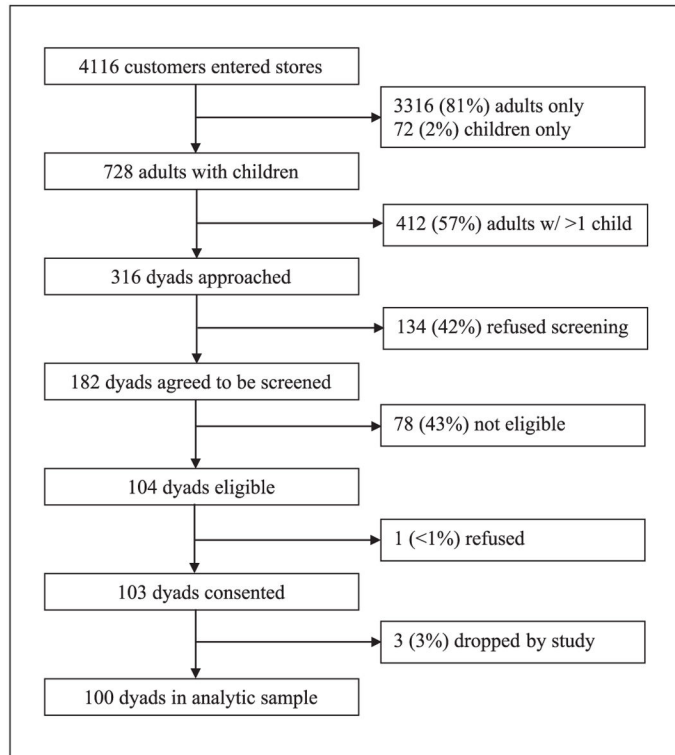 4116 customers entered stores
3316 (81%) adults only
72 (2%) children only
728 adults with children
412 (57%) adults w/ >1 child
316 dyads approached
134 (42%) refused screening
182 dyads agreed to be screened
78 (43%) not eligible
104 dyads eligible
1 (<1%) refused
103 dyads consented
3 (3%) dropped by study
100 dyads in analytic sample